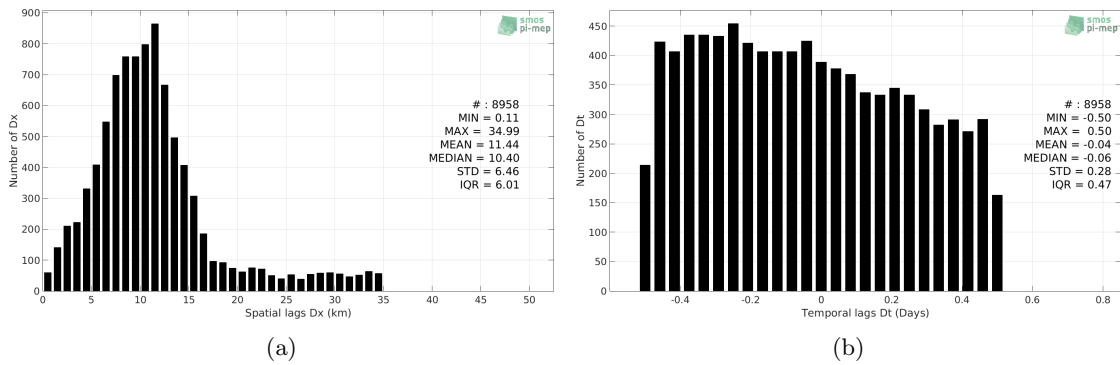 900
800
700
600
500
400
300
200
100
0
Number of Dx
smos
pi-mep
# : 8958
MIN = 0.11
MAX = 34.99
MEAN = 11.44
MEDIAN = 10.40
STD = 6.46
IQR = 6.01
0 5 10 15 20 25 30 35 40 45 50
Spatial lags Dx (km)
(a)
450
400
350
300
250
200
150
100
50
0
Number of Dt
smos
pi-mep
# : 8958
MIN = -0.50
MAX = 0.50
MEAN = -0.04
MEDIAN = -0.06
STD = 0.28
IQR = 0.47
-0.4 -0.2 0 0.2 0.4 0.6 0.8
Temporal lags Dt (Days)
(b)